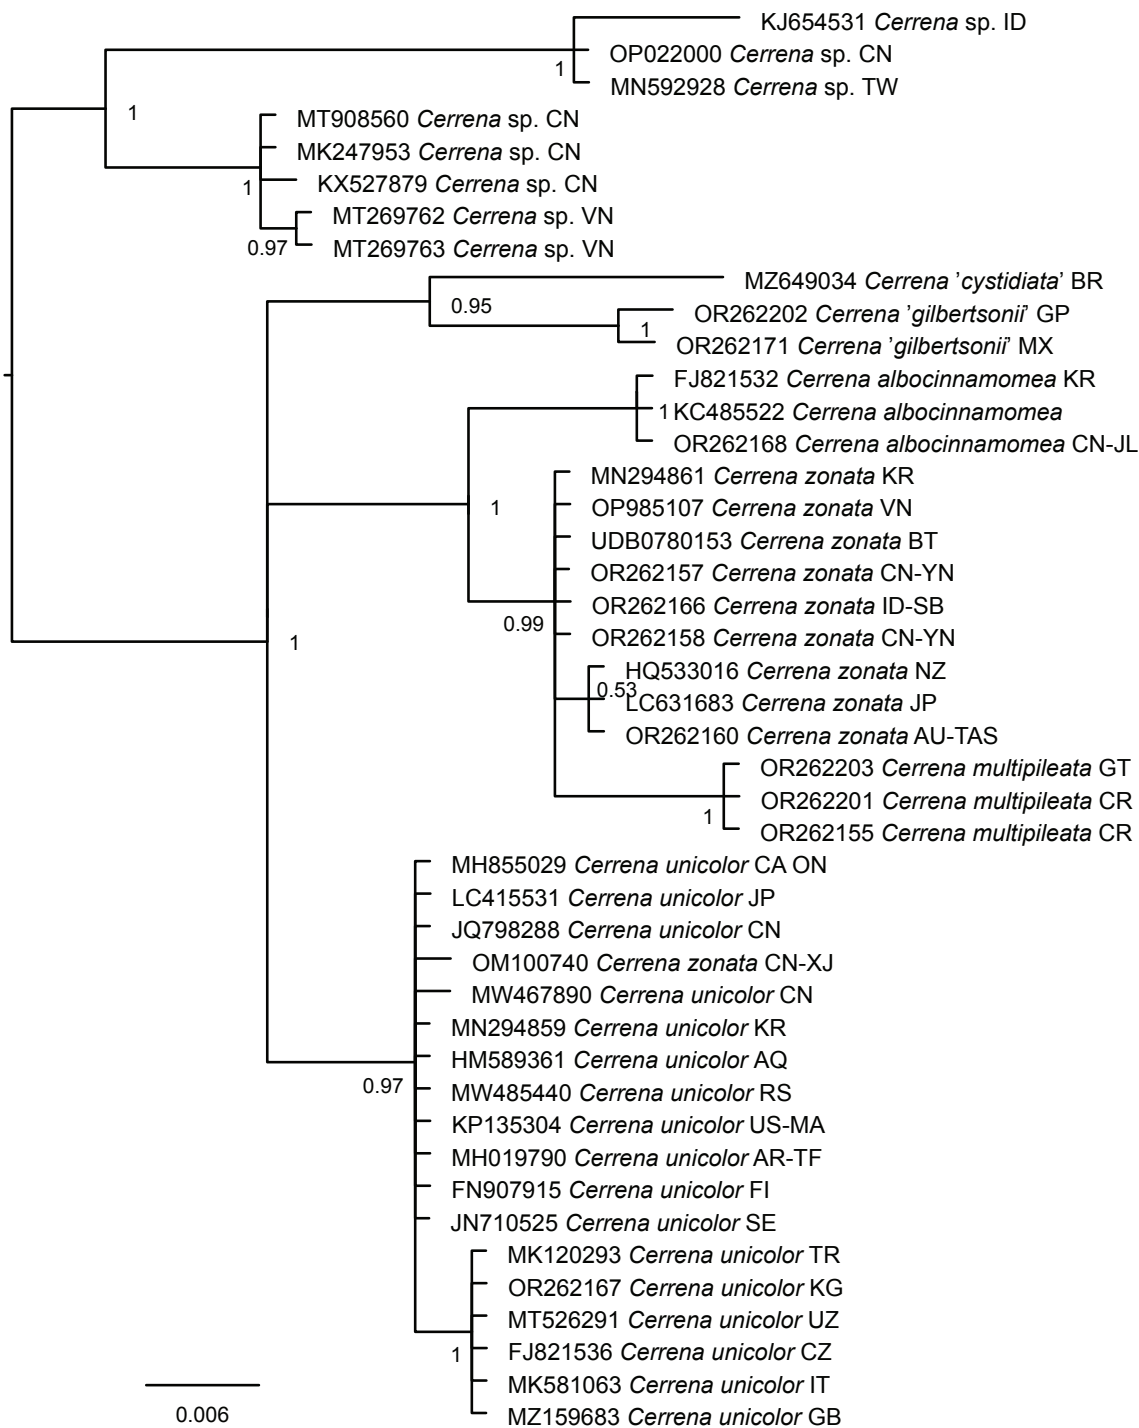 KJ654531 Cerrena sp. ID
OP022000 Cerrena sp. CN
1
MN592928 Cerrena sp. TW
1
MT908560 Cerrena sp. CN
MK247953 Cerrena sp. CN
1
KX527879 Cerrena sp. CN
MT269762 Cerrena sp. VN
0.97
MT269763 Cerrena sp. VN
MZ649034 Cerrena 'cystidiata' BR
0.95
OR262202 Cerrena 'gilbertsonii' GP
1
OR262171 Cerrena 'gilbertsonii' MX
FJ821532 Cerrena albocinnamomea KR
1 KC485522 Cerrena albocinnamomea
OR262168 Cerrena albocinnamomea CN-JL
MN294861 Cerrena zonata KR
1
OP985107 Cerrena zonata VN
UDB0780153 Cerrena zonata BT
OR262157 Cerrena zonata CN-YN
OR262166 Cerrena zonata ID-SB
0.99
OR262158 Cerrena zonata CN-YN
1
HQ533016 Cerrena zonata NZ
0.53
LC631683 Cerrena zonata JP
OR262160 Cerrena zonata AU-TAS
OR262203 Cerrena multipileata GT
OR262201 Cerrena multipileata CR
1
OR262155 Cerrena multipileata CR
MH855029 Cerrena unicolor CA ON
LC415531 Cerrena unicolor JP
JQ798288 Cerrena unicolor CN
OM100740 Cerrena zonata CN-XJ
MW467890 Cerrena unicolor CN
MN294859 Cerrena unicolor KR
HM589361 Cerrena unicolor AQ
0.97
MW485440 Cerrena unicolor RS
KP135304 Cerrena unicolor US-MA
MH019790 Cerrena unicolor AR-TF
FN907915 Cerrena unicolor FI
JN710525 Cerrena unicolor SE
MK120293 Cerrena unicolor TR
OR262167 Cerrena unicolor KG
MT526291 Cerrena unicolor UZ
1
FJ821536 Cerrena unicolor CZ
MK581063 Cerrena unicolor IT
0.006
MZ159683 Cerrena unicolor GB